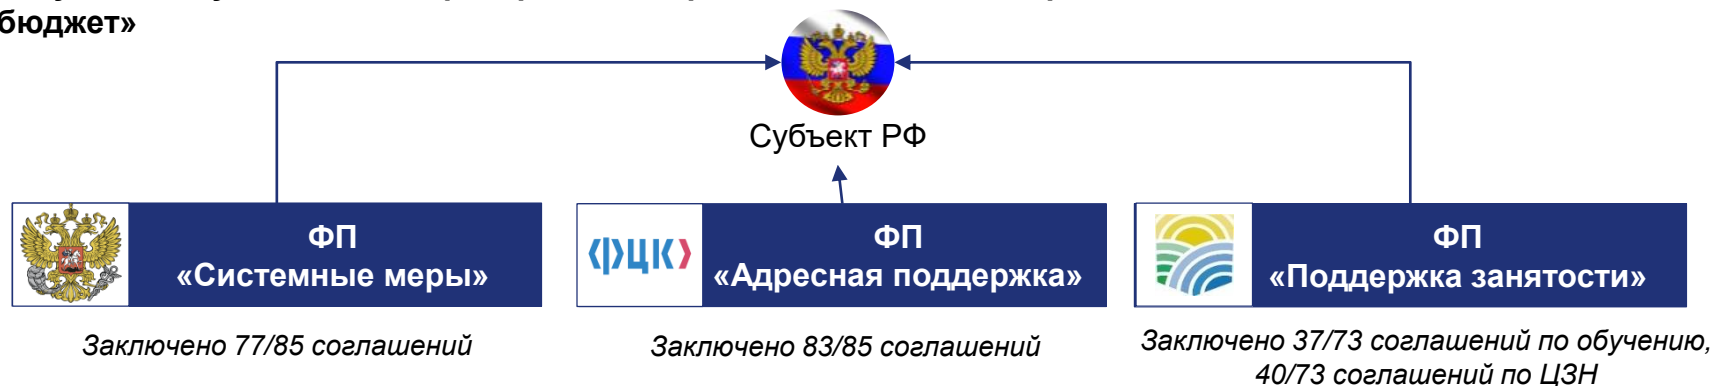 бюджет»
Субъект РФ
ФП
«Системные меры»
ФЦК
ФП
«Адресная поддержка»
ФП
«Поддержка занятости»
Заключено 77/85 соглашений
Заключено 83/85 соглашений
Заключено 37/73 соглашений по обучению,
40/73 соглашений по ЦЗН